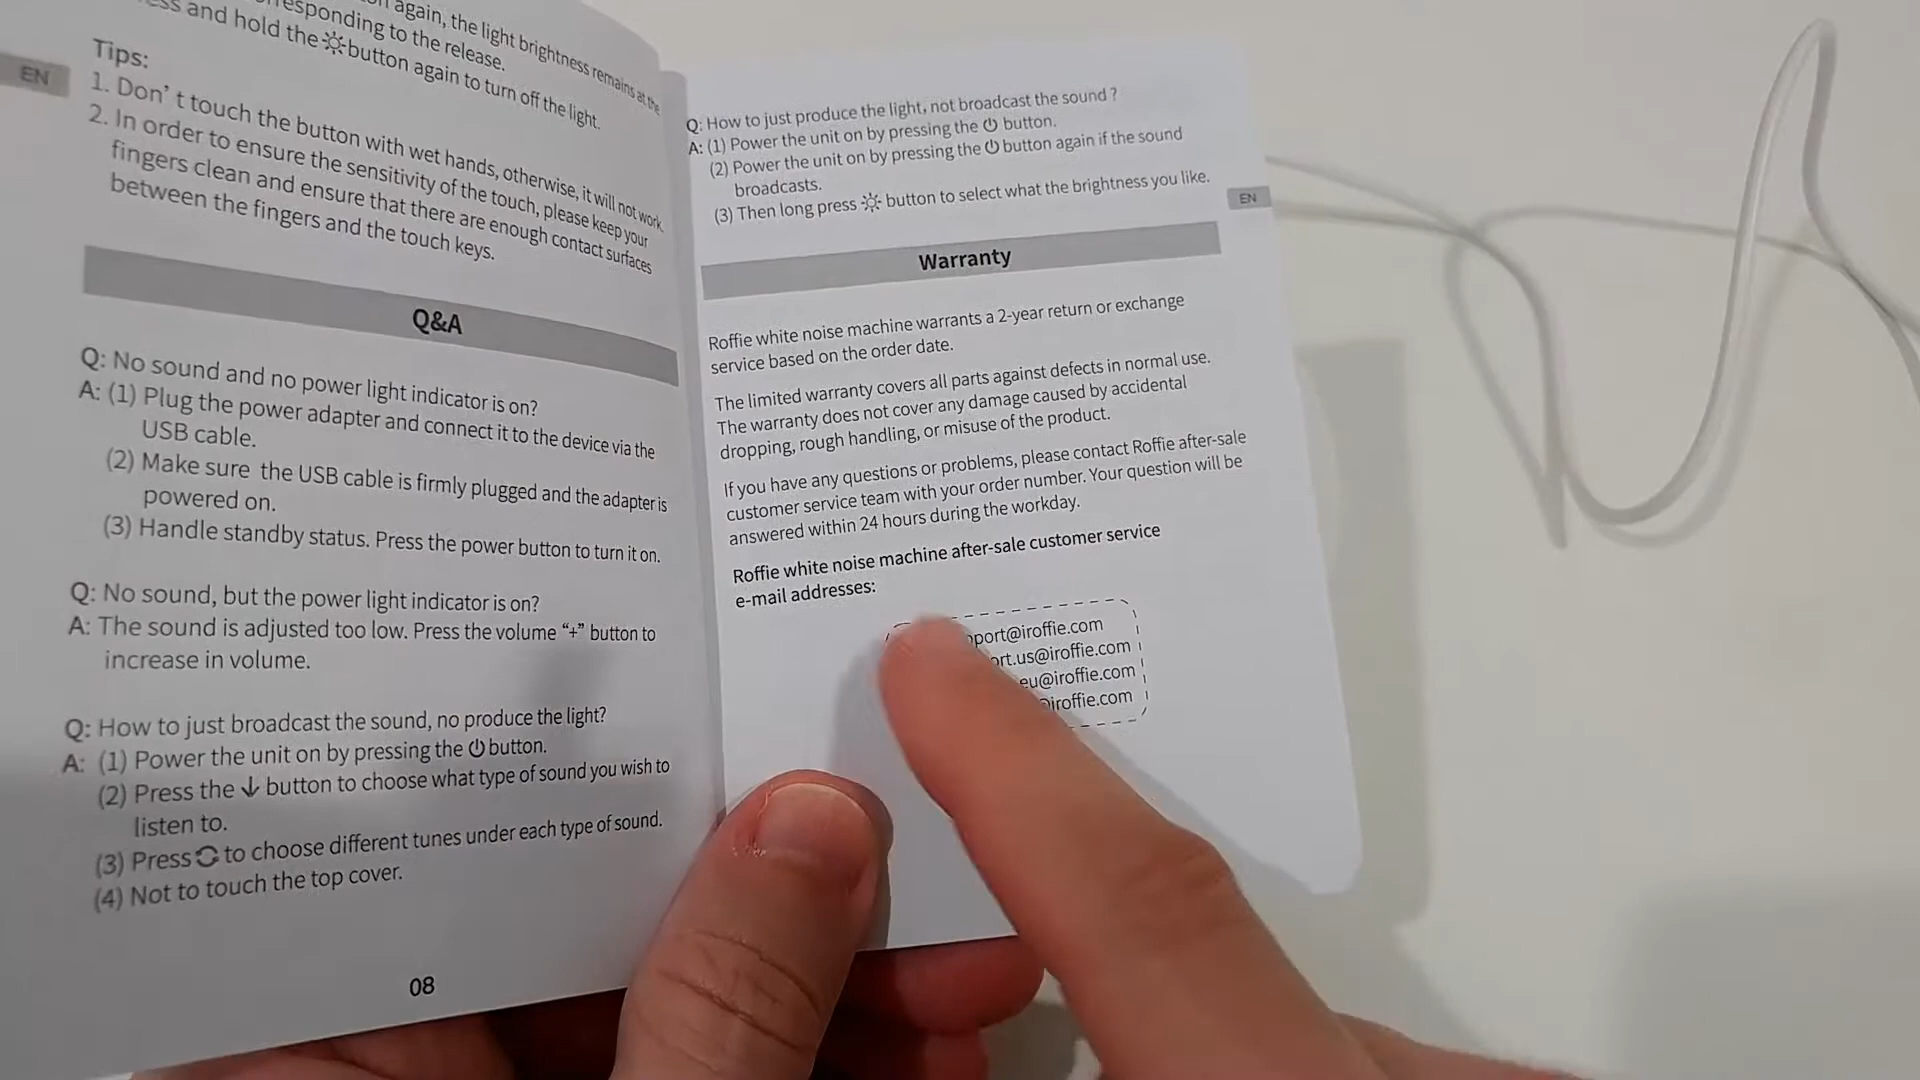 again, the light brightness remains at the
responding to the release.
and hold the button again to turn off the light.
Tips:
EN
1. Don’ t touch the button with wet hands, otherwise, it will not work.
2. In order to ensure the sensitivity of the touch, please keep your
fingers clean and ensure that there are enough contact surfaces
between the fingers and the touch keys.
Q&A
Q: No sound and no power light indicator is on?
A: (1) Plug the power adapter and connect it to the device via the
USB cable.
(2) Make sure the USB cable is firmly plugged and the adapter is
powered on.
(3) Handle standby status. Press the power button to turn it on.
Q: No sound, but the power light indicator is on?
A: The sound is adjusted too low. Press the volume “+” button to
increase in volume.
Q: How to just broadcast the sound, no produce the light?
A: (1) Power the unit on by pressing the ⏻ button.
(2) Press the ↓ button to choose what type of sound you wish to
listen to.
(3) Press to choose different tunes under each type of sound.
(4) Not to touch the top cover.
08
Q: How to just produce the light, not broadcast the sound ?
A: (1) Power the unit on by pressing the ⏻ button.
(2) Power the unit on by pressing the ⏻ button again if the sound
broadcasts.
(3) Then long press button to select what the brightness you like.
EN
Warranty
Roffie white noise machine warrants a 2-year return or exchange
service based on the order date.
The limited warranty covers all parts against defects in normal use.
The warranty does not cover any damage caused by accidental
dropping, rough handling, or misuse of the product.
If you have any questions or problems, please contact Roffie after-sale
customer service team with your order number. Your question will be
answered within 24 hours during the workday.
Roffie white noise machine after-sale customer service
e-mail addresses:
port@iroffie.com
ort.us@iroffie.com
eu@iroffie.com
@iroffie.com